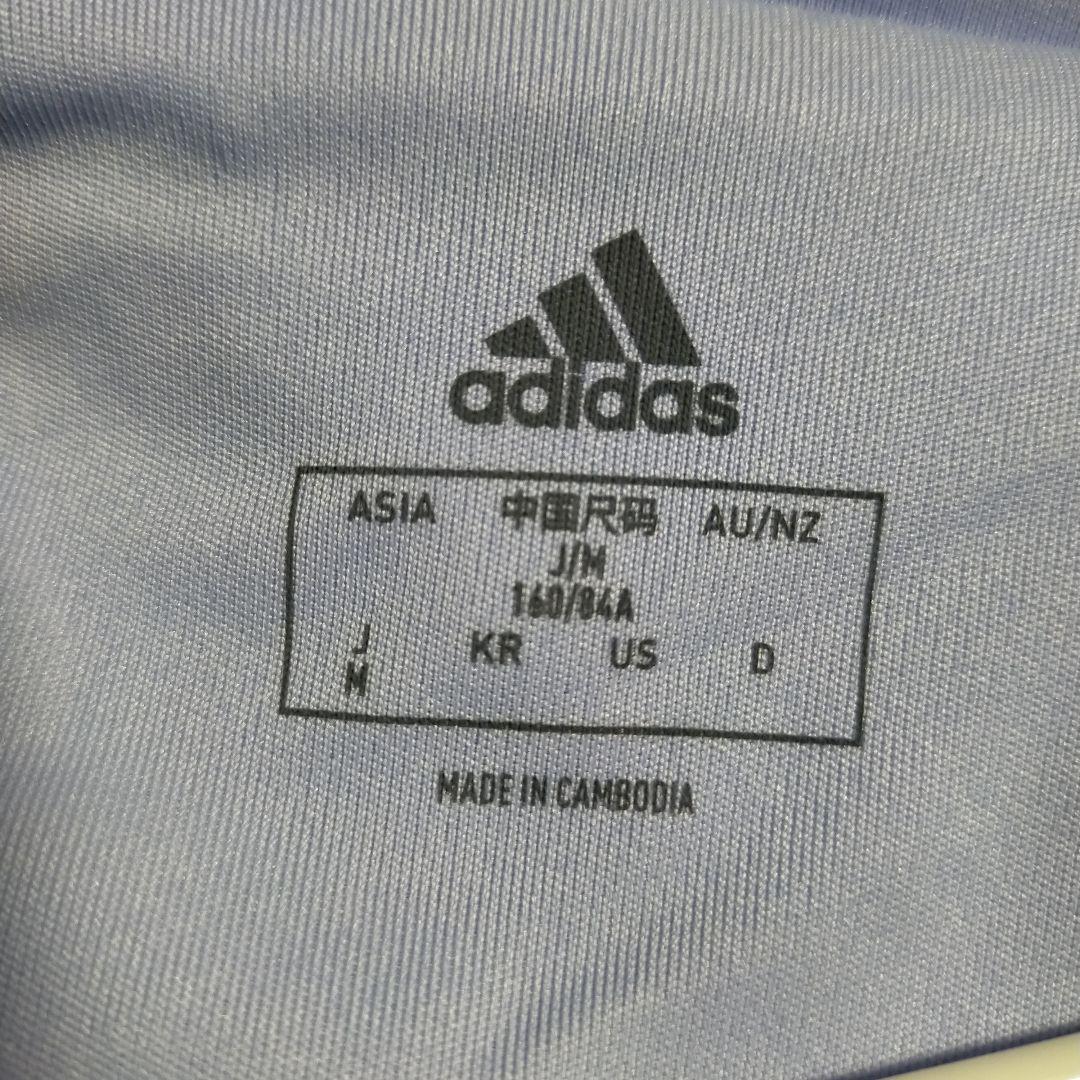 adidas
ASIA 中国尺码 AU/NZ
J/M
160/84A
J KR US D
M
MADE IN CAMBODIA